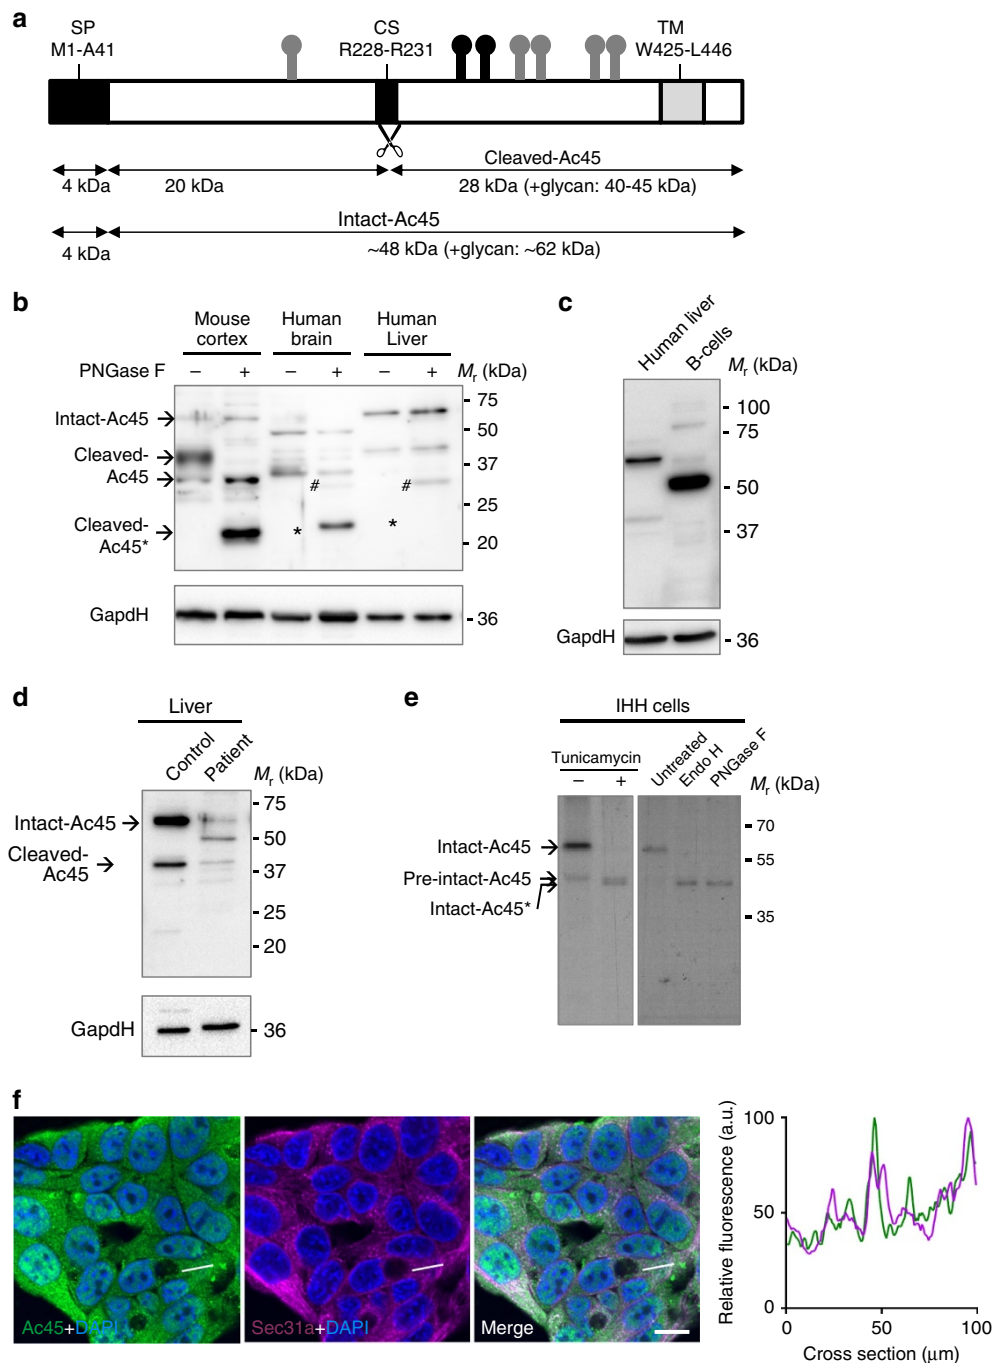 a
SP
M1-A41
CS
R228-R231
TM
W425-L446
Cleaved-Ac45
4 kDa
20 kDa
28 kDa (+glycan: 40-45 kDa)
Intact-Ac45
4 kDa
~48 kDa (+glycan: ~62 kDa)
b
Mouse cortex
Human brain
Human Liver
PNGase F
– + – + – +
Mr (kDa)
Intact-Ac45
Cleaved-Ac45
Cleaved-Ac45*
#
*
#
*
75
50
37
25
20
GapdH
36
c
Human liver
B-cells
Mr (kDa)
100
75
50
37
GapdH
36
d
Liver
Control
Patient
Mr (kDa)
Intact-Ac45
Cleaved-Ac45
75
50
37
25
20
GapdH
36
e
IHH cells
Tunicamycin
– +
Untreated
Endo H
PNGase F
Mr (kDa)
Intact-Ac45
Pre-intact-Ac45
Intact-Ac45*
70
55
35
f
Ac45+DAPI
Sec31a+DAPI
Merge
Relative fluorescence (a.u.)
100
50
0
0 50 100
Cross section (μm)